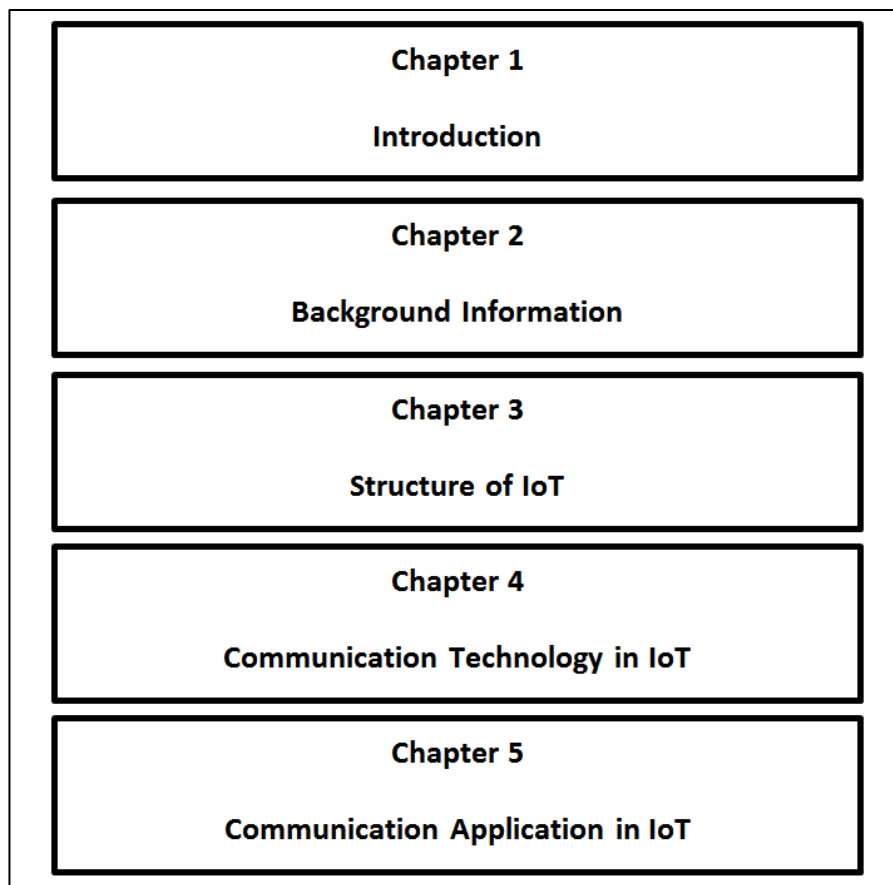 Chapter 1
Introduction
Chapter 2
Background Information
Chapter 3
Structure of IoT
Chapter 4
Communication Technology in IoT
Chapter 5
Communication Application in IoT